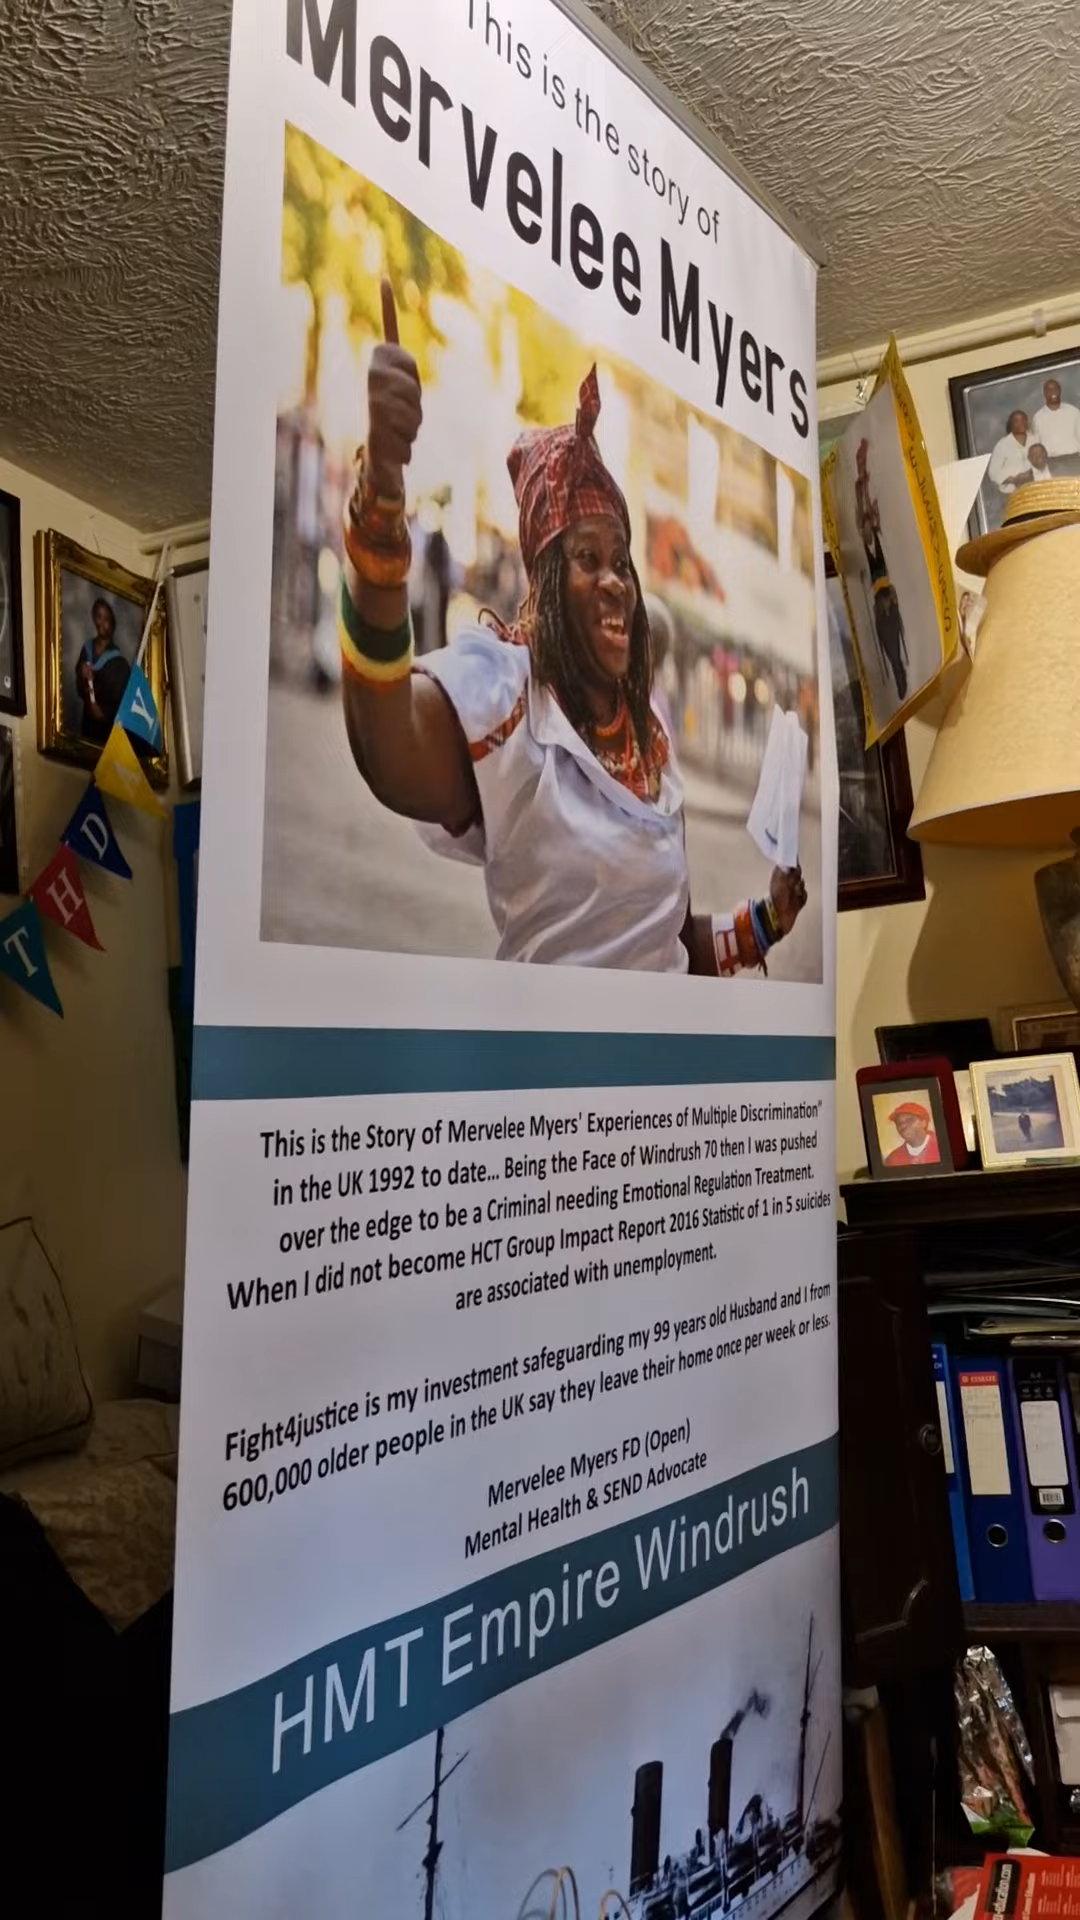 This is the story of
Mervelee Myers
This is the Story of Mervelee Myers' Experiences of Multiple Discrimination"
in the UK 1992 to date... Being the Face of Windrush 70 then I was pushed
over the edge to be a Criminal needing Emotional Regulation Treatment.
When I did not become HCT Group Impact Report 2016 Statistic of 1 in 5 suicides
are associated with unemployment.
Fight4justice is my investment safeguarding my 99 years old Husband and I from
600,000 older people in the UK say they leave their home once per week or less.
Mervelee Myers FD (Open)
Mental Health & SEND Advocate
HMT Empire Windrush
Y
A
D
H
T